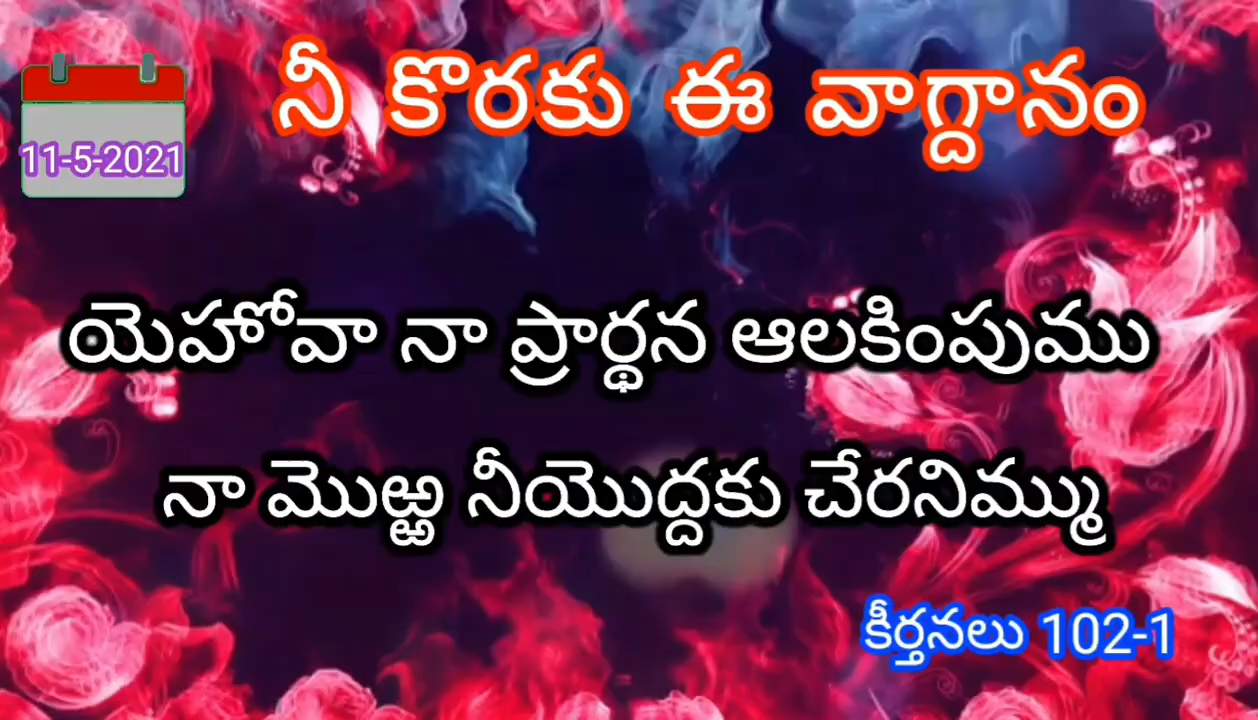 నీ కొరకు ఈ వాగ్దానం
11-5-2021
యెహోవా నా ప్రార్థన ఆలకింపుము
నా మొఱ్ఱ నీయొద్దకు చేరనిమ్ము
కీర్తనలు 102-1